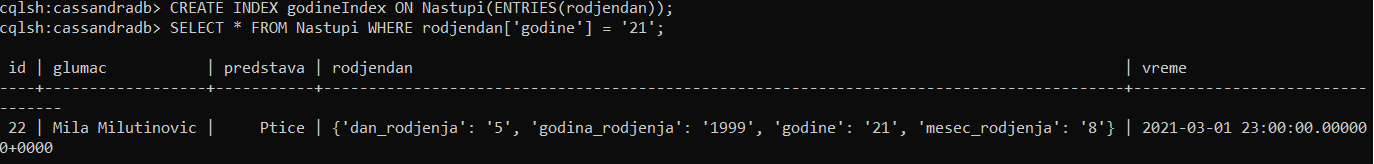 cqlsh:cassandradb> CREATE INDEX godineIndex ON Nastupi(ENTRIES(rodjendan));
cqlsh:cassandradb> SELECT * FROM Nastupi WHERE rodjendan['godine'] = '21';
 id | glumac           | predstava | rodjendan                                                                        | vreme
----+------------------+-----------+----------------------------------------------------------------------------------+--------------------------
-------
 22 | Mila Milutinovic |     Ptice | {'dan_rodjenja': '5', 'godina_rodjenja': '1999', 'godine': '21', 'mesec_rodjenja': '8'} | 2021-03-01 23:00:00.00000
0+0000